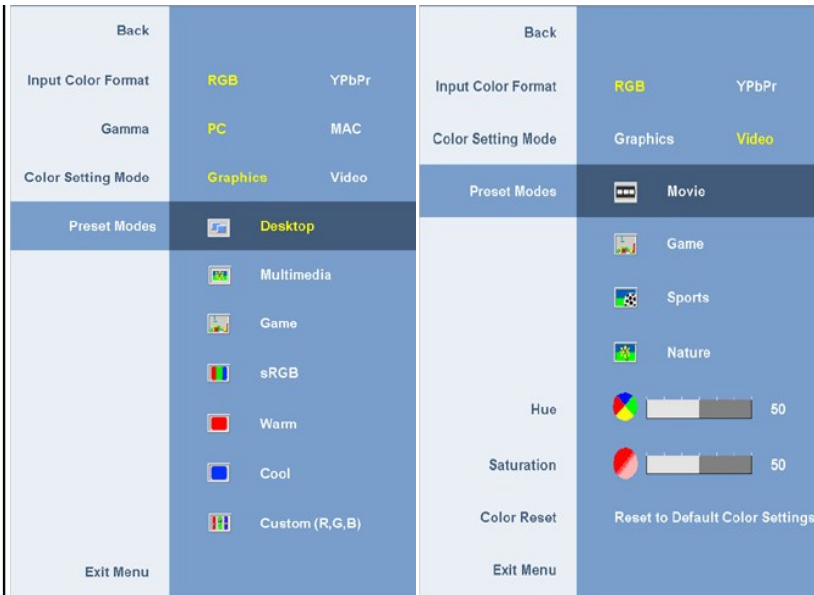 Back
Input Color Format RGB YPbPr
Gamma PC MAC
Color Setting Mode Graphics Video
Preset Modes Desktop
Multimedia
Game
sRGB
Warm
Cool
Custom (R,G,B)
Exit Menu
Back
Input Color Format RGB YPbPr
Color Setting Mode Graphics Video
Preset Modes Movie
Game
Sports
Nature
Hue 50
Saturation 50
Color Reset Reset to Default Color Settings
Exit Menu